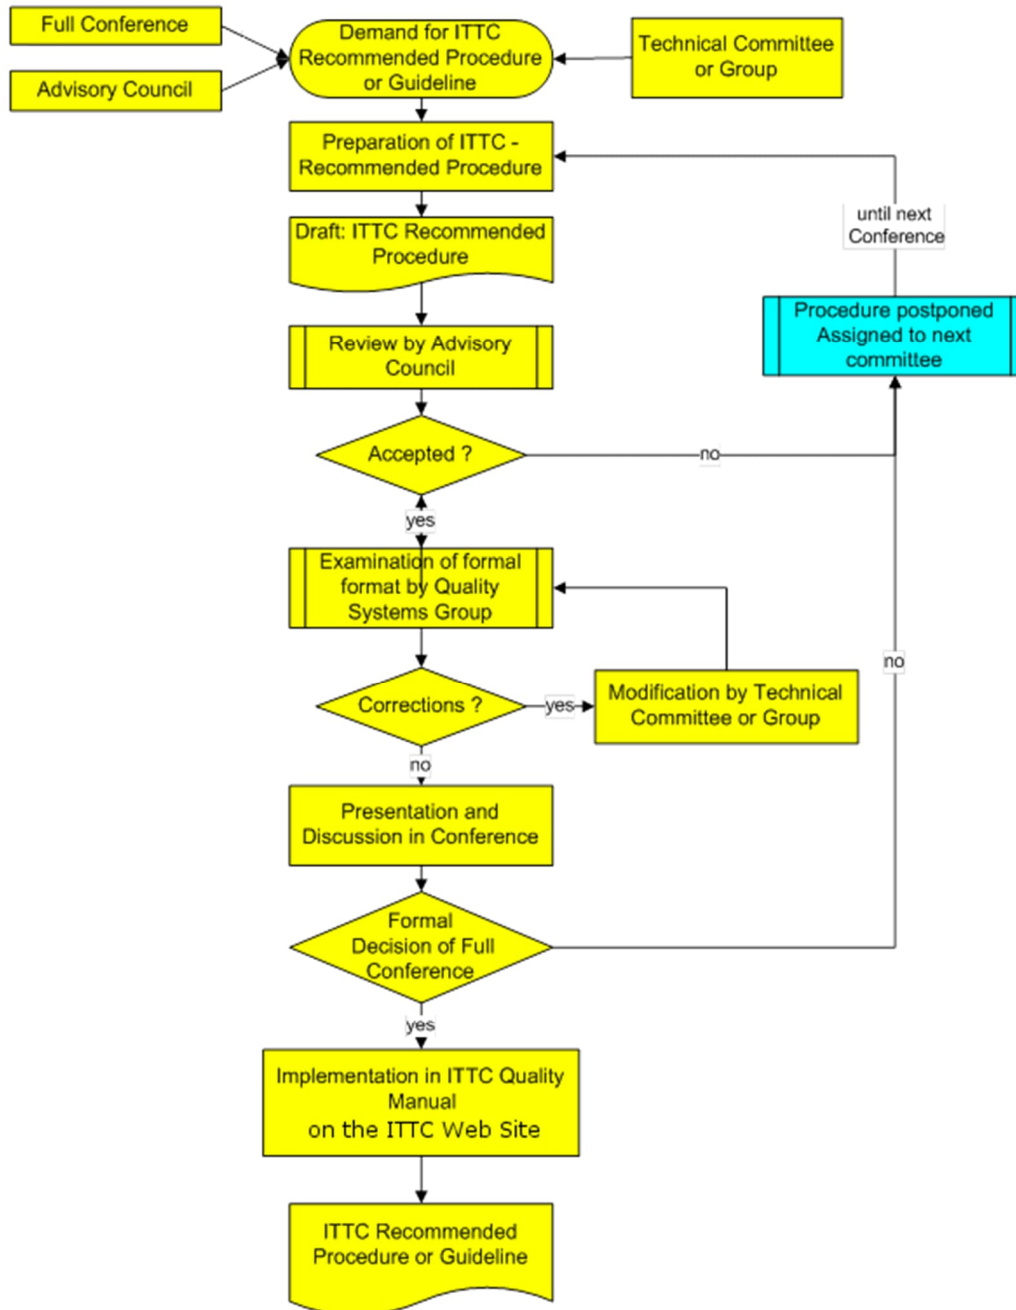 Full Conference
Advisory Council
Demand for ITTC
Recommended Procedure
or Guideline
Technical Committee
or Group
Preparation of ITTC -
Recommended Procedure
Draft: ITTC Recommended
Procedure
until next
Conference
Procedure postponed
Assigned to next
committee
Review by Advisory
Council
Accepted ?
no
yes
Examination of formal
format by Quality
Systems Group
no
Corrections ?
yes
Modification by Technical
Committee or Group
no
Presentation and
Discussion in Conference
Formal
Decision of Full
Conference
yes
Implementation in ITTC Quality
Manual
on the ITTC Web Site
ITTC Recommended
Procedure or Guideline